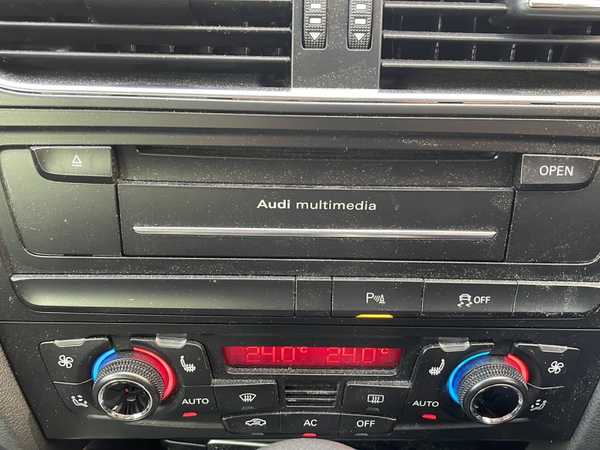 OPEN
Audi multimedia
P OFF
24.0° 24.0°
AUTO AUTO
AC OFF